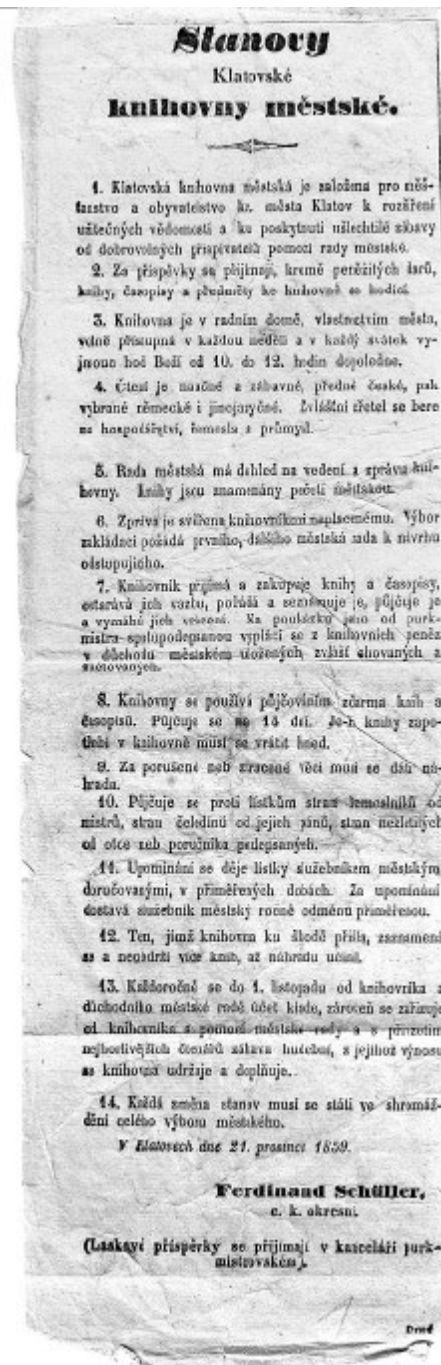 Stanovy
Klatovské
knihovny městské.
1. Klatovská knihovna městská je založena pro měš-
ťanstvo a obyvatelstvo kr. města Klatov k rozšíření
užitečných vědomostí a ku poskytnutí ušlechtilé zábavy
od dobrovolných přispivatelů pomocí rady městské.
2. Za příspěvky se přijímají, kromě peněžitých darů,
knihy, časopisy a předměty ke knihovně se hodící.
3. Knihovna je v radním domě, vlastnictvím města,
volně přístupná v každou neděli a v každý svátek vy-
jmouc hod Boží od 10. do 12. hodin dopoledne.
4. Čtení je naučné a zábavné, předně české, pak
vybrané německé i jinojazyčné. Zvláštní zřetel se bere
na hospodářství, řemesla a průmysl.
5. Rada městská má dohled na vedení a správu knihovny.
hovny. Knihy jsou znamenány pečetí městskou.
6. Zpráva je svěřena knihovníkovi neplacenému. Výbor
zakládací požádá prvního, dalšího městská rada k návrhu
odstupujícího.
7. Knihovník přijímá a zakupuje knihy a časopisy,
ostarává jich vazbu, pořádá a seznamuje je, půjčuje je
a vymáhá jich vrácení. Na poukázku jeho od purk-
mistra spolupodepsanou vyplácí se z knihovních peněz
v důchodu městském uložených, zvlášť chovaných a
účtovaných.
8. Knihovny se používá půjčováním zdarma knih a
časopisů. Půjčuje se na 14 dní. Je-li knihy zapo-
třebí v knihovně musí se vrátit hned.
9. Za porušené neb ztracené věci musí se dáti ná-
hrada.
10. Půjčuje se proti lístkům stran řemeslníků od
mistrů, stran čeledínů od jejich pánů, stran nezletilých
od otce neb poručníka podepsaných.
11. Upomínání se děje lístky služebníkem městským
doručovanými, v přiměřených dobách. Za upomínání
dostává služebník městský ročně odměnu přiměřenou.
12. Ten, jímž knihovna ku škodě přišla, zaznamená
se a neobdrží více knih, až náhradu učiní.
13. Každoročně se do 1. listopadu od knihovníka a
důchodního městské radě účet klade, zároveň se zařizuje
od knihovníka s pomocí městské rady a s přizváním
nejhorlivějších čtenářů zábava hudební, z jejíhož výnosu
se knihovna udržuje a doplňuje.
14. Každá změna stanov musí se státi ve shromáž-
dění celého výboru městského.
V Klatovech dne 21. prosince 1859.
Ferdinand Schüller,
c. k. okresní.
(Laskavé příspěvky se přijímají v kanceláři purk-
mistrovském).